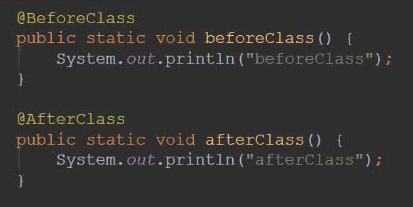 @BeforeClass
public static void beforeClass() {
System.out.println("beforeClass");
}
@AfterClass
public static void afterClass() {
System.out.println("afterClass");
}